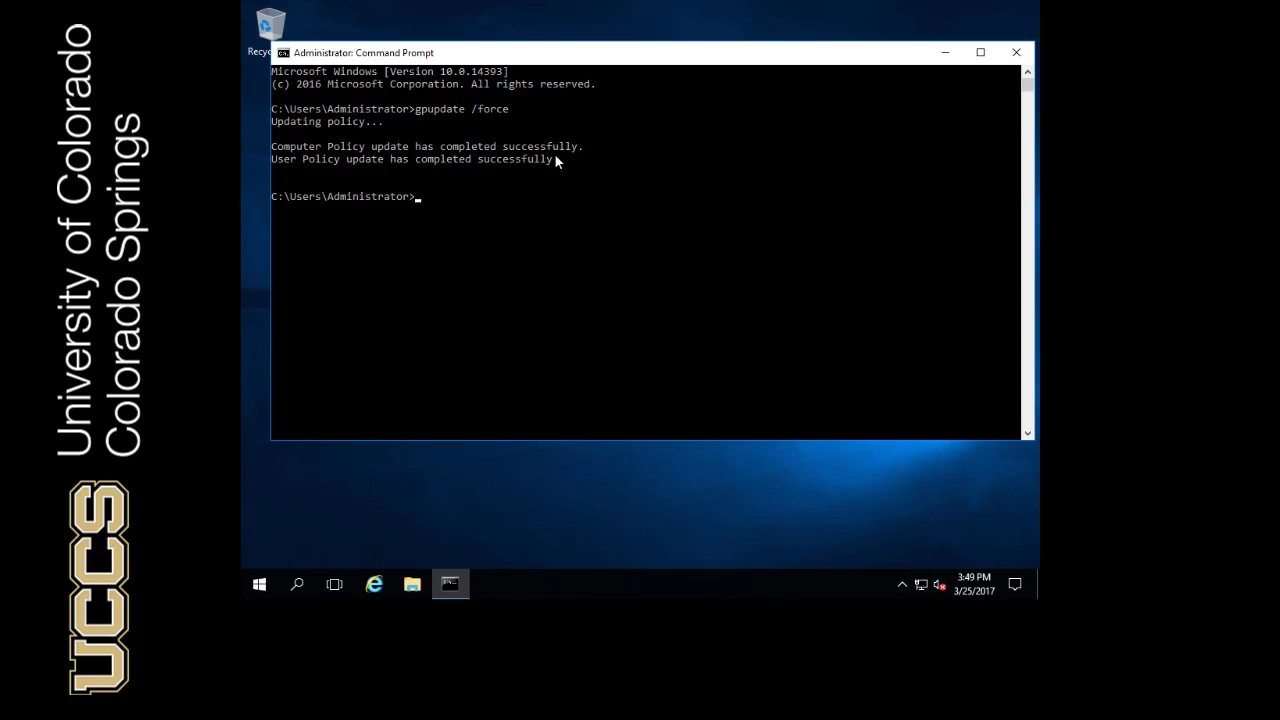 University of Colorado
Colorado Springs
UCCS
Administrator: Command Prompt
Microsoft Windows [Version 10.0.14393]
(c) 2016 Microsoft Corporation. All rights reserved.
C:\Users\Administrator>gpupdate /force
Updating policy...
Computer Policy update has completed successfully.
User Policy update has completed successfully
C:\Users\Administrator>
Recyc
3:49 PM
3/25/2017